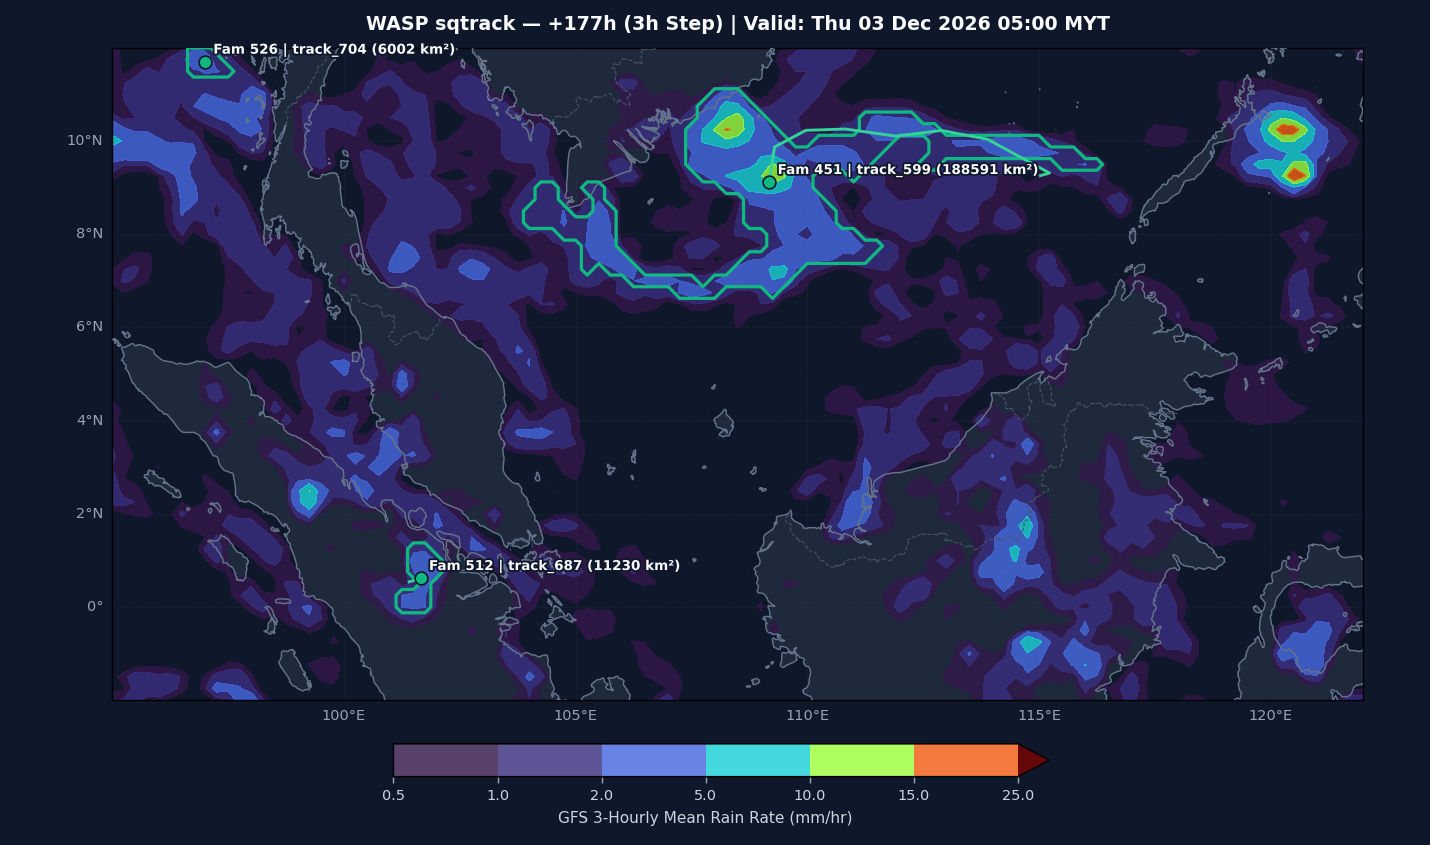 WASP sqtrack — +177h (3h Step) | Valid: Thu 03 Dec 2026 05:00 MYT
Fam 526 | track_704 (6002 km²)
10°N
Fam 451 | track_599 (188591 km²)
8°N
6°N
4°N
2°N
Fam 512 | track_687 (11230 km²)
0°
100°E 105°E 110°E 115°E 120°E
0.5 1.0 2.0 5.0 10.0 15.0 25.0
GFS 3-Hourly Mean Rain Rate (mm/hr)